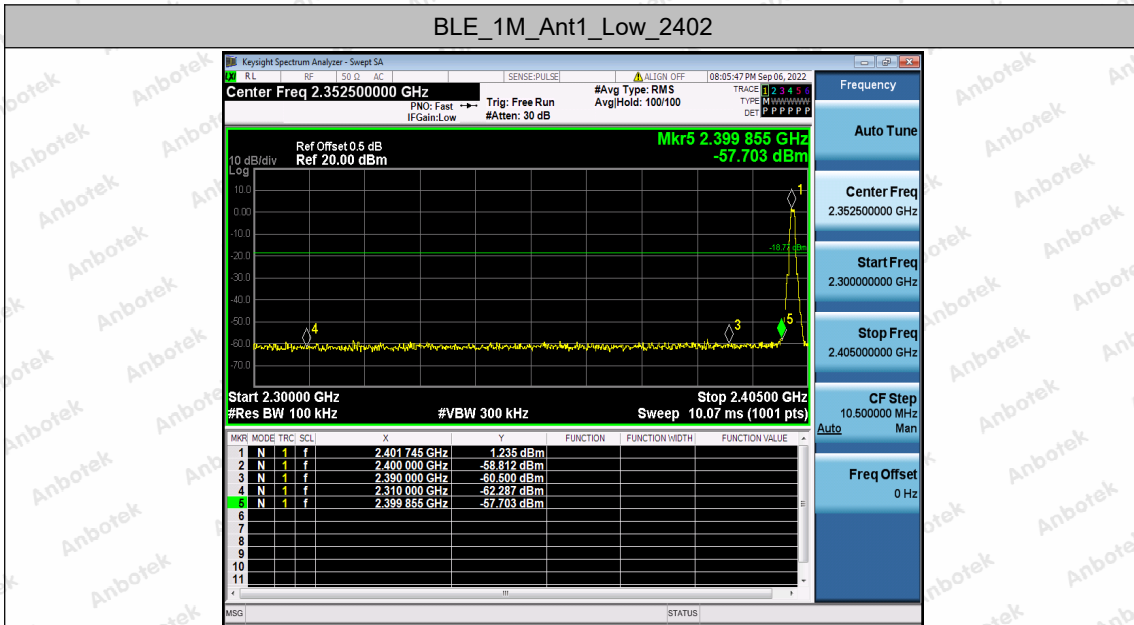 BLE_1M_Ant1_Low_2402
Keysight Spectrum Analyzer - Swept SA
LXI RL RF 50 Ω AC SENSE:PULSE ALIGN OFF 08:05:47 PM Sep 06, 2022
Center Freq 2.352500000 GHz
PNO: Fast
IFGain:Low
Trig: Free Run
#Atten: 30 dB
#Avg Type: RMS
Avg|Hold: 100/100
TRACE 1 2 3 4 5 6
TYPE M W W W W W
DET P P P P P P
Mkr5 2.399 855 GHz
-57.703 dBm
Ref Offset 0.5 dB
10 dB/div Ref 20.00 dBm
Log
10.0
0.00
-10.0
-20.0
-30.0
-40.0
-50.0
-60.0
-70.0
1
-18.77 dBm
4
3
5
Start 2.30000 GHz Stop 2.40500 GHz
#Res BW 100 kHz #VBW 300 kHz Sweep 10.07 ms (1001 pts)
MKR MODE TRC SCL X Y FUNCTION FUNCTION WIDTH FUNCTION VALUE
1 N 1 f 2.401 745 GHz 1.235 dBm
2 N 1 f 2.400 000 GHz -58.812 dBm
3 N 1 f 2.390 000 GHz -60.500 dBm
4 N 1 f 2.310 000 GHz -62.287 dBm
5 N 1 f 2.399 855 GHz -57.703 dBm
6
7
8
9
10
11
MSG STATUS
Frequency
Auto Tune
Center Freq
2.352500000 GHz
Start Freq
2.300000000 GHz
Stop Freq
2.405000000 GHz
CF Step
10.500000 MHz
Auto Man
Freq Offset
0 Hz
Anbotek